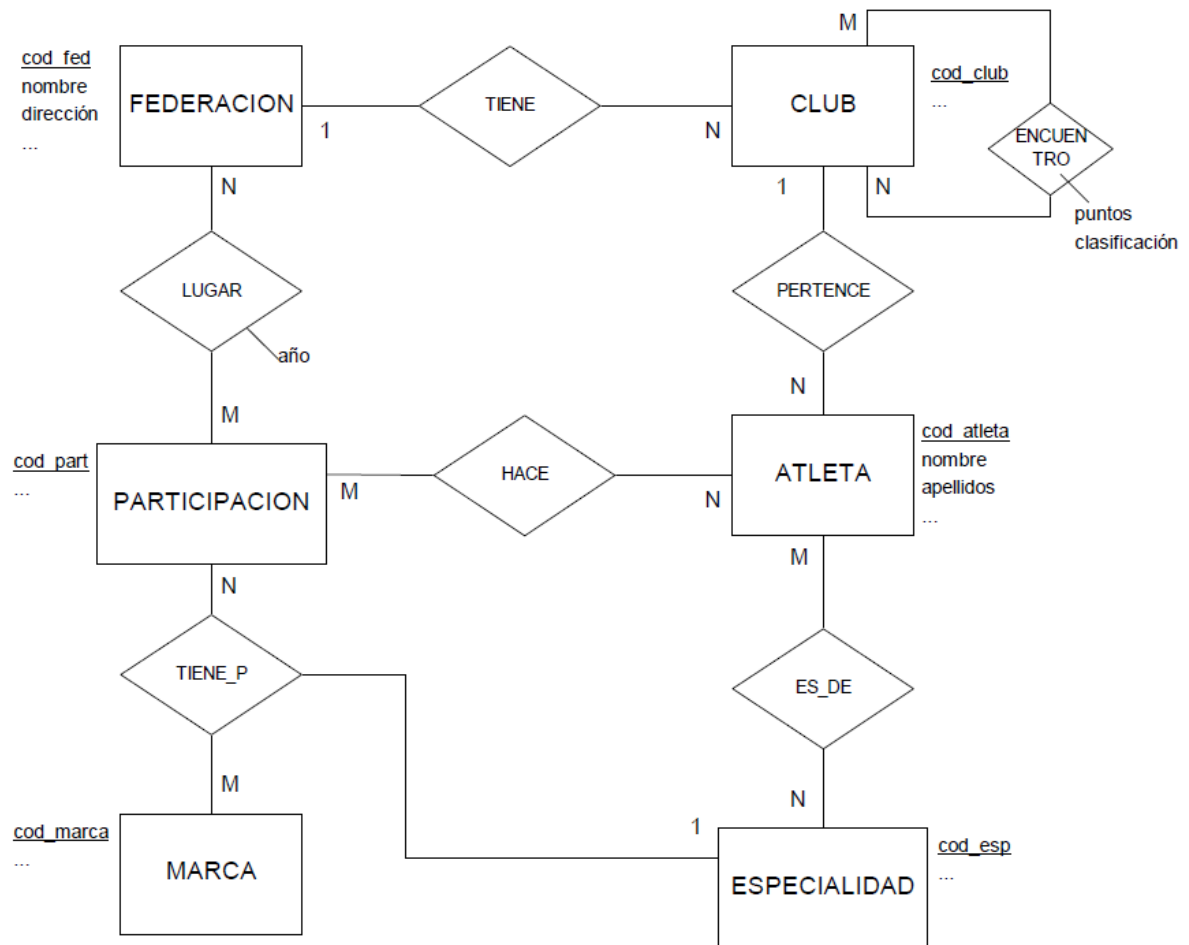 cod_fed
nombre
dirección
...
FEDERACION
1
TIENE
N
CLUB
M
cod_club
...
ENCUEN
TRO
N
puntos
clasificación
N
1
LUGAR
año
PERTENCE
M
N
cod_part
...
PARTICIPACION
M
HACE
N
ATLETA
cod_atleta
nombre
apellidos
...
N
M
TIENE_P
ES_DE
M
N
cod_marca
...
MARCA
1
ESPECIALIDAD
cod_esp
...